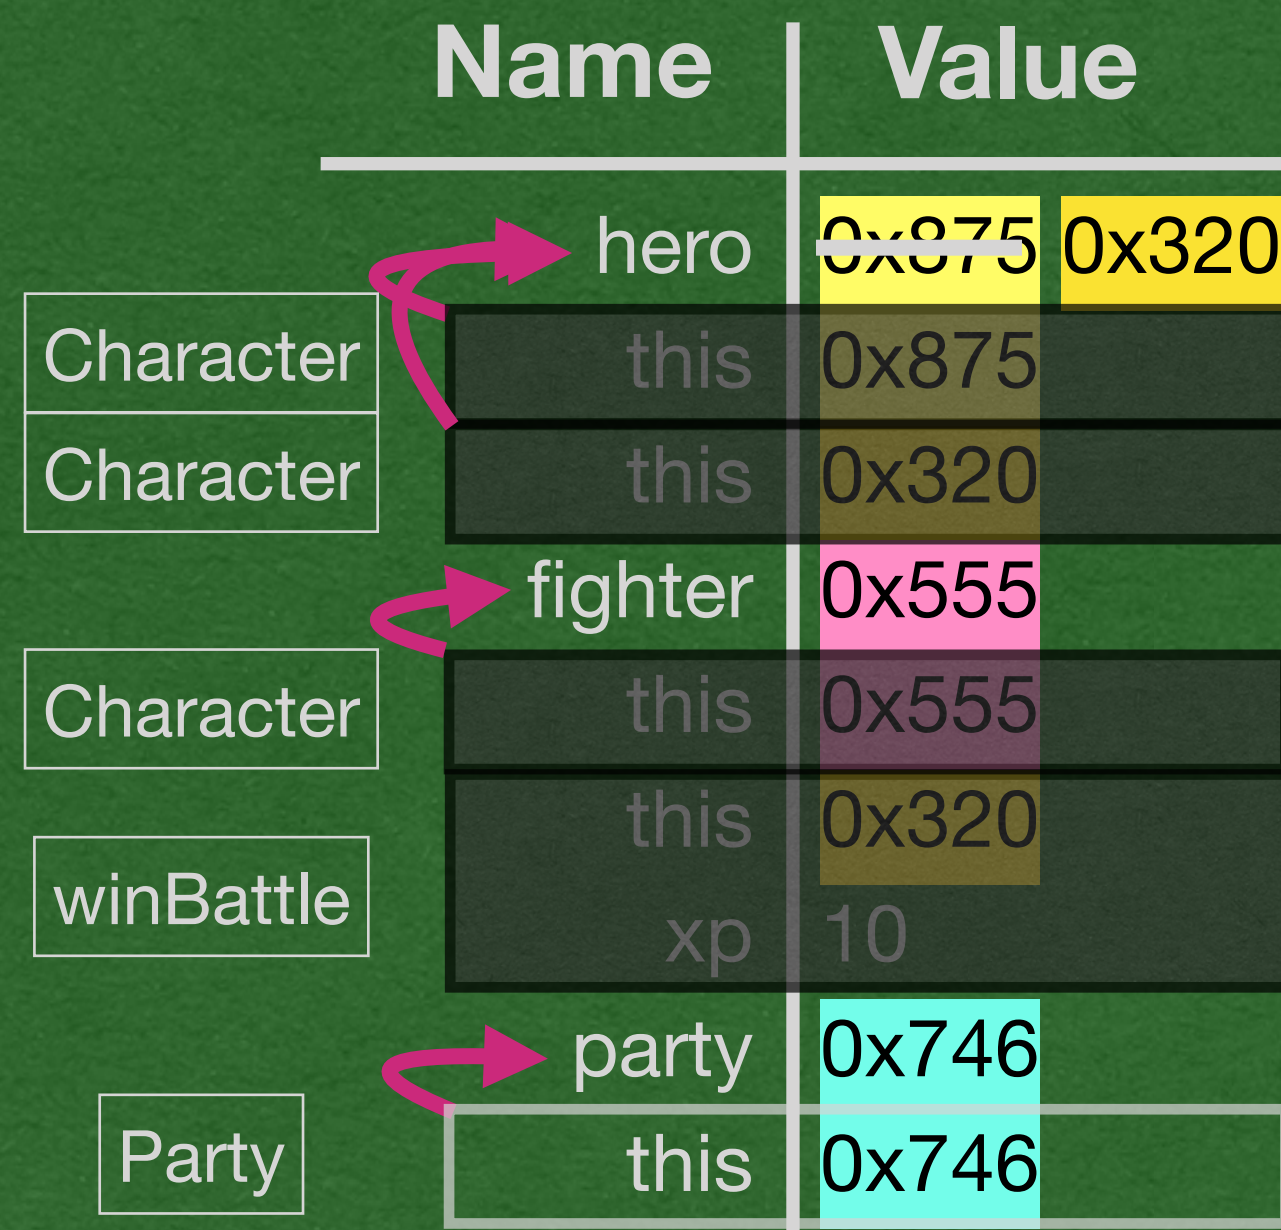 Name Value
hero 0x875 0x320
Character this 0x875
Character this 0x320
fighter 0x555
Character this 0x555
this 0x320
winBattle
xp 10
party 0x746
Party this 0x746